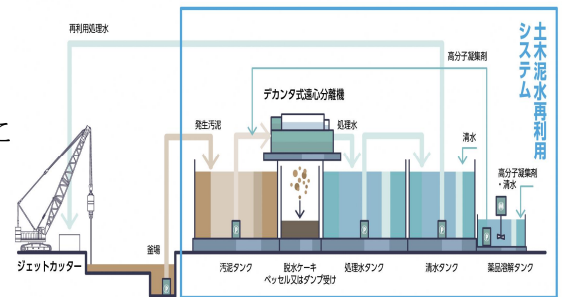 土木泥水再利用
システム
再利用処理水
高分子凝集剤
デカンタ式遠心分離機
発生汚泥
処理水
清水
高分子凝集剤
・清水
て
釜場
ジェットカッター
汚泥タンク
脱水ケーキ
ベッセル又はダンプ受け
処理水タンク
清水タンク
薬品溶解タンク
P
P
P
P
P
M